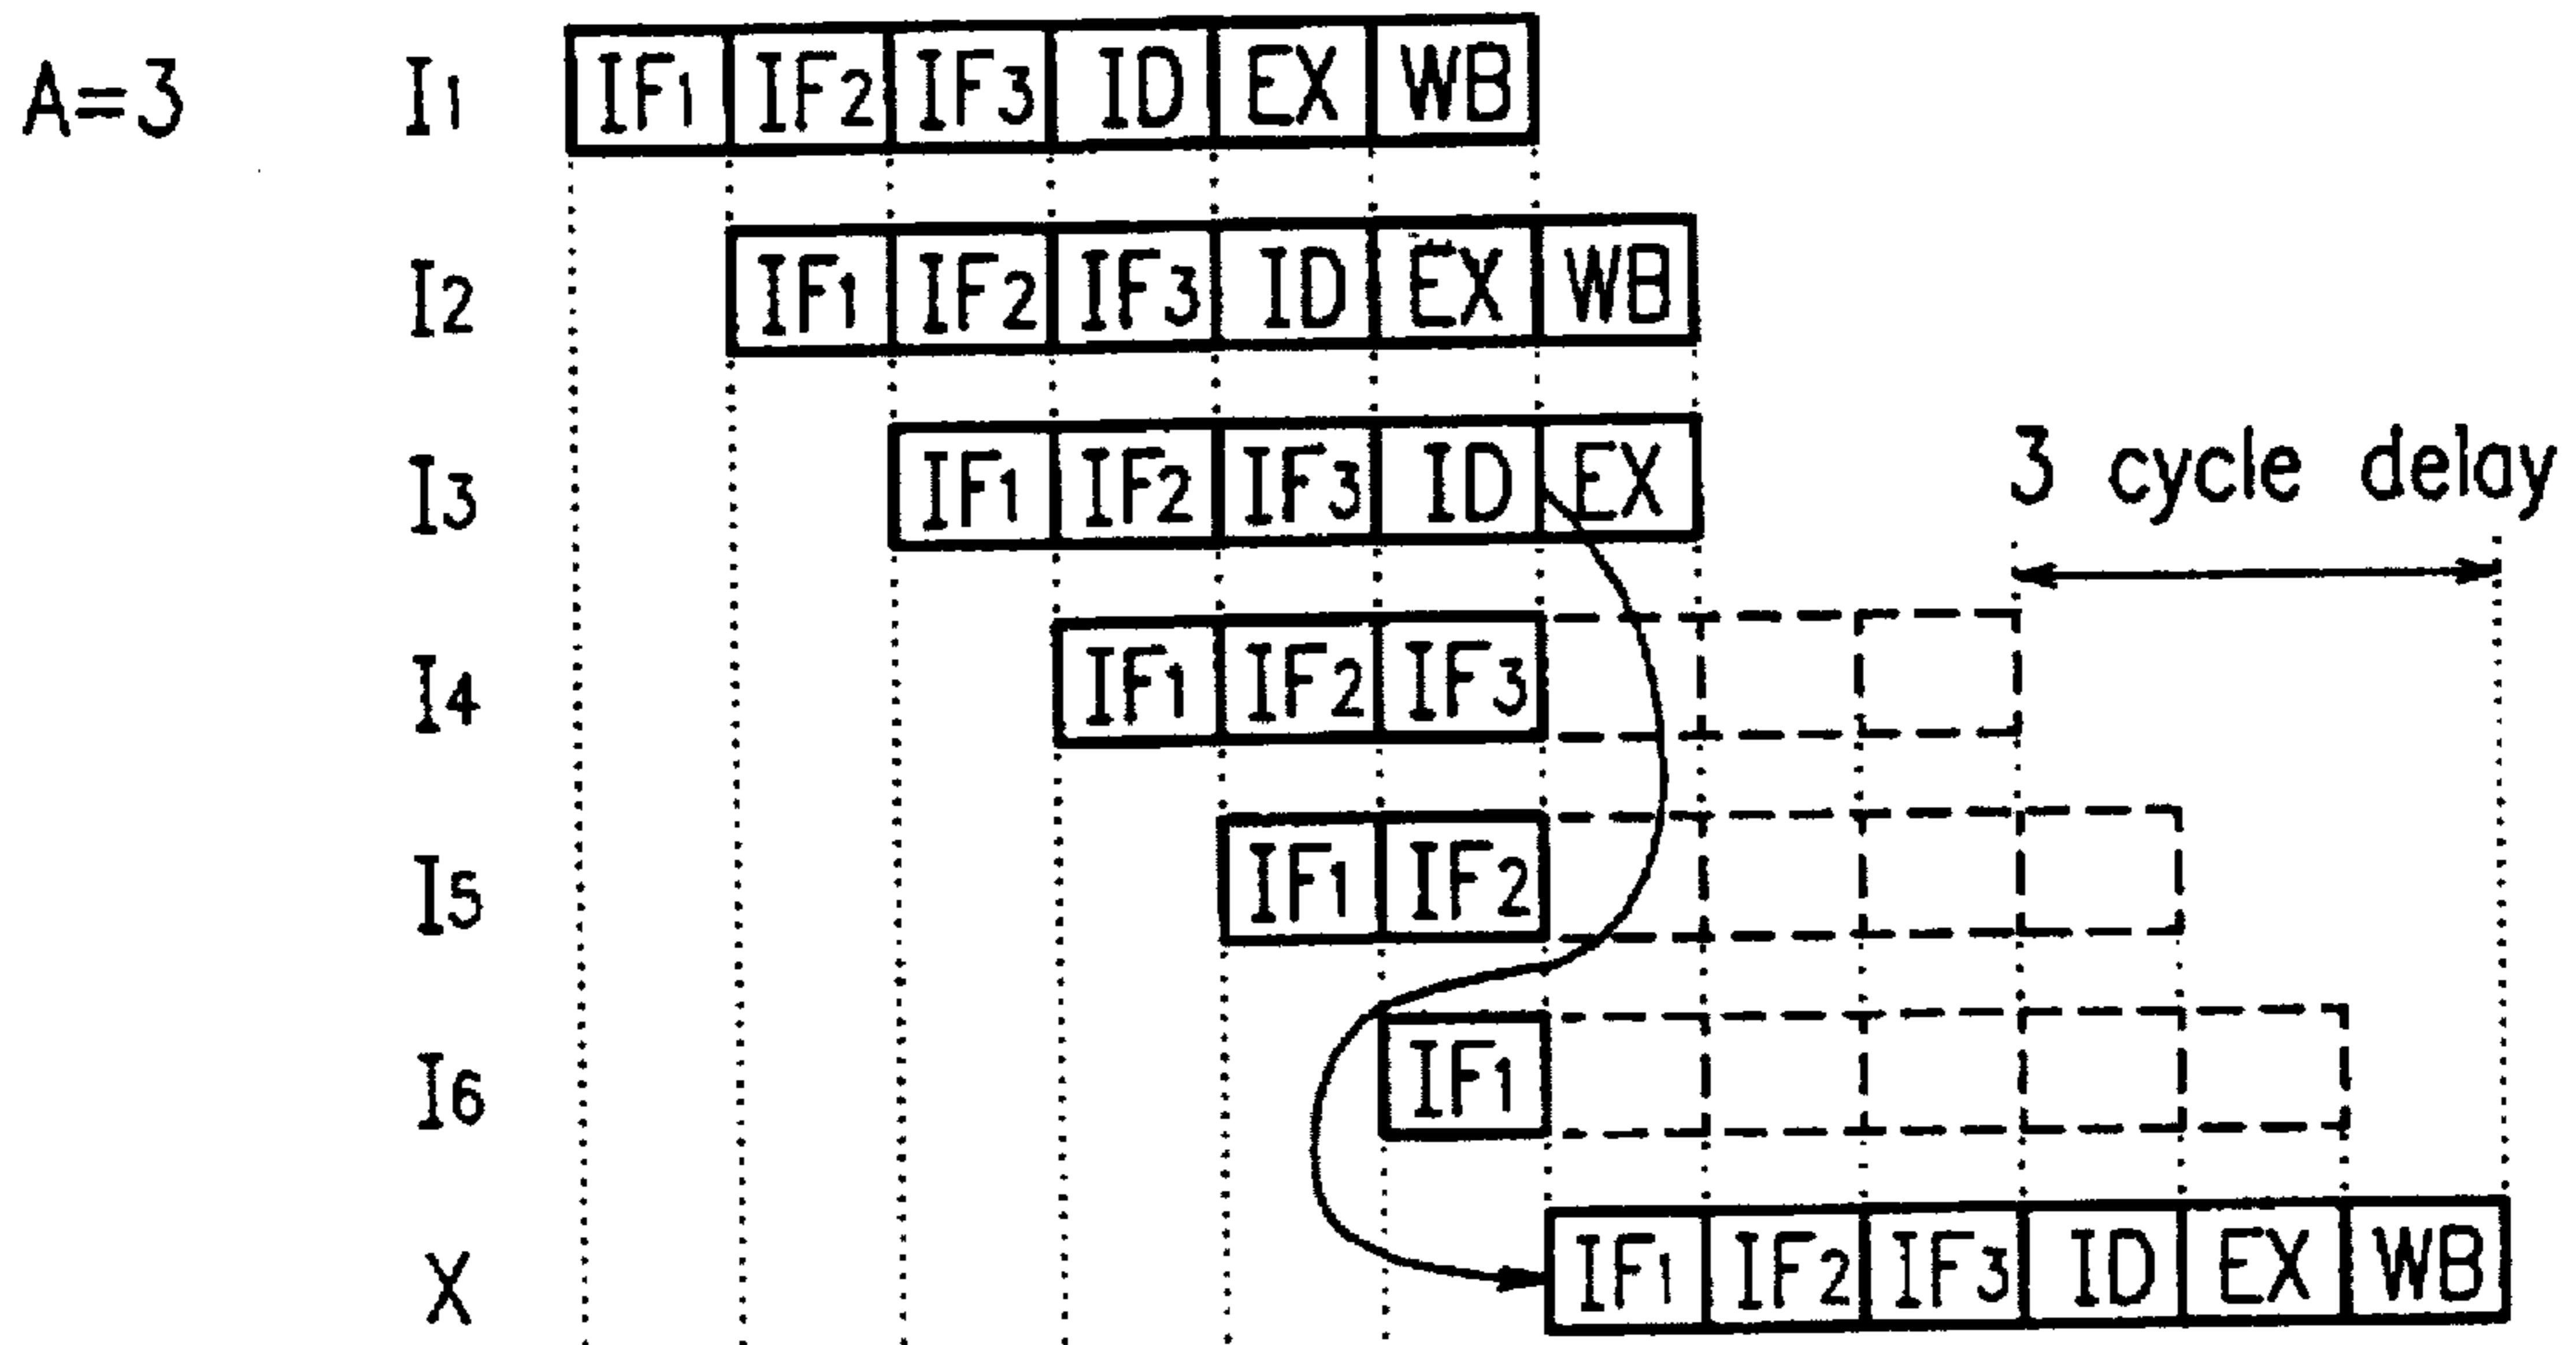 A=3 I1 IF1 IF2 IF3 ID EX WB
I2 IF1 IF2 IF3 ID EX WB
I3 IF1 IF2 IF3 ID EX 3 cycle delay
I4 IF1 IF2 IF3
I5 IF1 IF2
I6 IF1
X IF1 IF2 IF3 ID EX WB